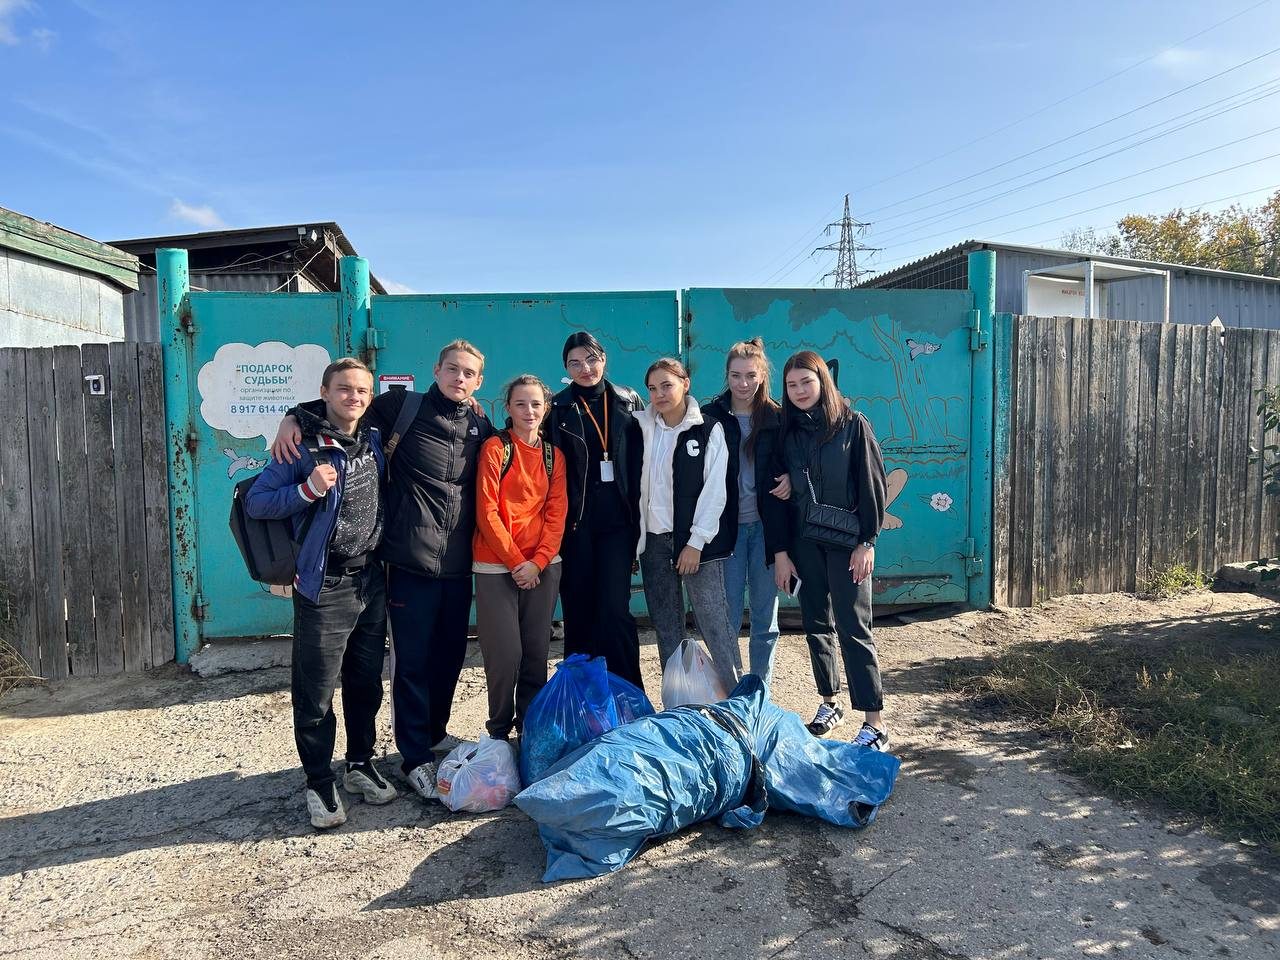 "ПОДАРОК
СУДЬБЫ"
организация по
защите животных
8 917 614 40
ВНИМАНИЕ
C